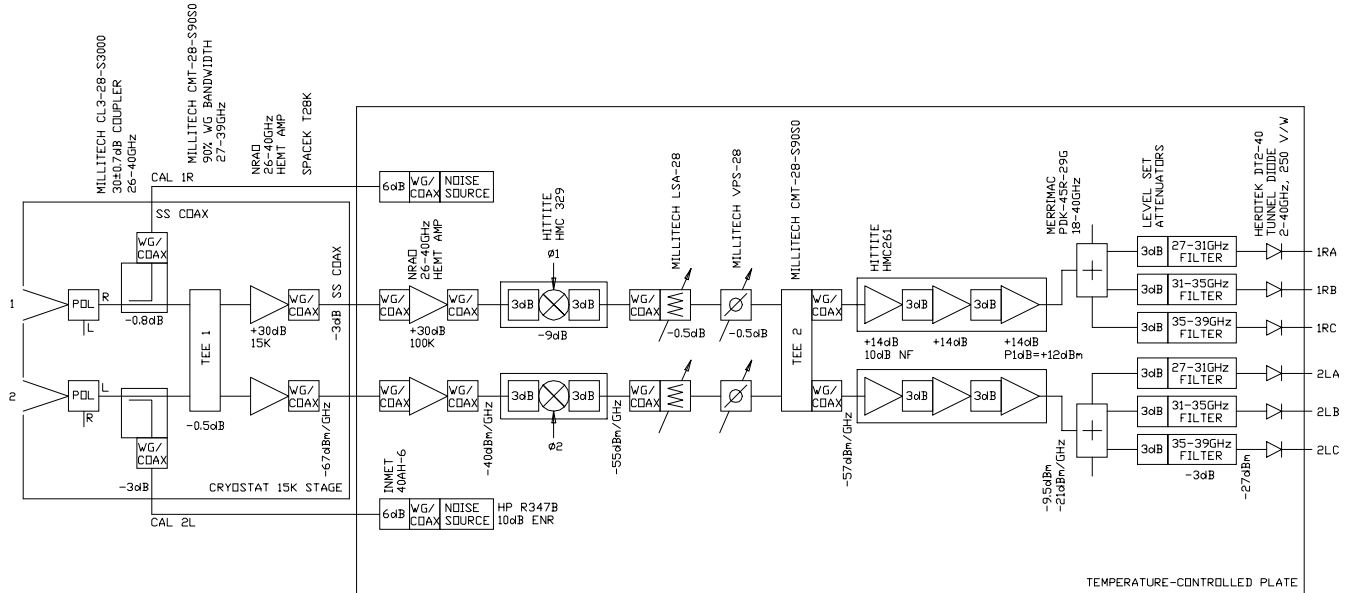 MILLITECH CL3-28-S3000
30±0.7dB COUPLER
26-40GHz
MILLITECH CMT-28-S90S0
90% WG BANDWIDTH
27-39GHz
NRAO
26-40GHz
HEMT AMP
SPACEK T28K
CAL 1R
SS COAX
6dB
WG/
COAX
NOISE
SOURCE
WG/
COAX
1
POL
R
L
-0.8dB
TEE 1
+30dB
15K
WG/
COAX
-3dB SS COAX
WG/
COAX
NRAO
26-40GHz
HEMT AMP
+30dB
100K
WG/
COAX
HITTITE
HMC 329
ø1
3dB
3dB
-9dB
WG/
COAX
MILLITECH LSA-28
-0.5dB
MILLITECH VPS-28
-0.5dB
MILLITECH CMT-28-S90S0
TEE 2
WG/
COAX
HITTITE
HMC261
3dB
3dB
+14dB
10dB NF
+14dB
+14dB
P1dB=+12dBm
MERRIMAC
PDK-45R-29G
18-40GHz
LEVEL SET
ATTENUATORS
HEROTEK DT2-40
TUNNEL DIODE
2-40GHz, 250 V/W
3dB
27-31GHz
FILTER
1RA
3dB
31-35GHz
FILTER
1RB
3dB
35-39GHz
FILTER
1RC
2
POL
L
R
WG/
COAX
-3dB
-0.5dB
WG/
COAX
-67dBm/GHz
CRYOSTAT 15K STAGE
CAL 2L
WG/
COAX
WG/
COAX
-40dBm/GHz
3dB
3dB
ø2
-55dBm/GHz
WG/
COAX
WG/
COAX
-57dBm/GHz
3dB
3dB
-9.5dBm
-21dBm/GHz
3dB
27-31GHz
FILTER
2LA
3dB
31-35GHz
FILTER
2LB
3dB
35-39GHz
FILTER
2LC
-3dB
-27dBm
INMET
40AH-6
6dB
WG/
COAX
NOISE
SOURCE
HP R347B
10dB ENR
TEMPERATURE-CONTROLLED PLATE